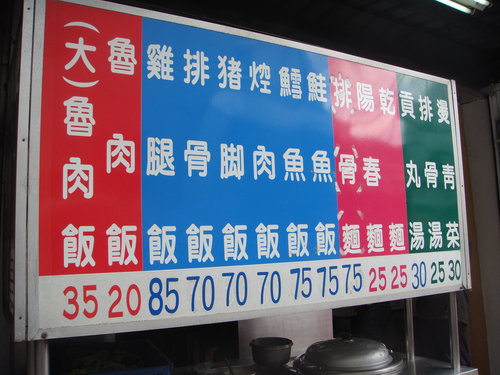 (大)魯肉飯 35
魯肉飯 20
雞腿飯 85
排骨飯 70
猪脚飯 70
焢肉飯 70
鱈魚飯 75
鮭魚飯 75
排骨麵 75
陽春麵 25
乾麵 25
貢丸湯 30
排骨湯 25
燙青菜 30